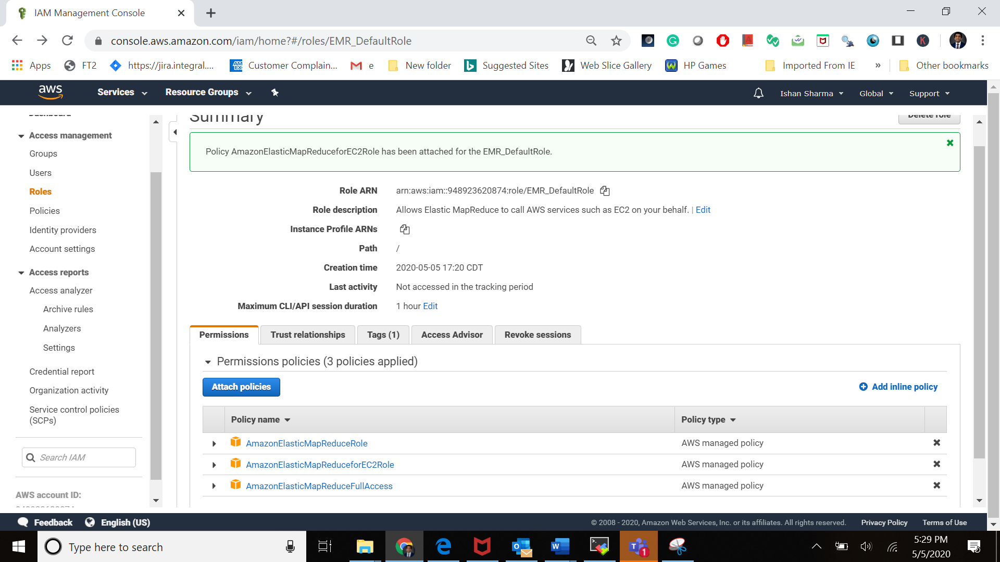 IAM Management Console
console.aws.amazon.com/iam/home?#/roles/EMR_DefaultRole
Apps
FT2
https://jira.integral....
AM
EX
Customer Complain...
e
New folder
Suggested Sites
Web Slice Gallery
HP Games
Imported From IE
»
Other bookmarks
aws
Services
Resource Groups
Ishan Sharma
Global
Support
Dashboard
Access management
Groups
Users
Roles
Policies
Identity providers
Account settings
Access reports
Access analyzer
Archive rules
Analyzers
Settings
Credential report
Organization activity
Service control policies
(SCPs)
Search IAM
AWS account ID:
Summary
Delete role
Policy AmazonElasticMapReduceforEC2Role has been attached for the EMR_DefaultRole.
Role ARN arn:aws:iam::948923620874:role/EMR_DefaultRole
Role description Allows Elastic MapReduce to call AWS services such as EC2 on your behalf. | Edit
Instance Profile ARNs
Path /
Creation time 2020-05-05 17:20 CDT
Last activity Not accessed in the tracking period
Maximum CLI/API session duration 1 hour Edit
Permissions
Trust relationships
Tags (1)
Access Advisor
Revoke sessions
Permissions policies (3 policies applied)
Attach policies
Add inline policy
Policy name
Policy type
AmazonElasticMapReduceRole AWS managed policy
AmazonElasticMapReduceforEC2Role AWS managed policy
AmazonElasticMapReduceFullAccess AWS managed policy
Feedback
English (US)
© 2008 - 2020, Amazon Web Services, Inc. or its affiliates. All rights reserved.
Privacy Policy
Terms of Use
Type here to search
1
5:29 PM
5/5/2020